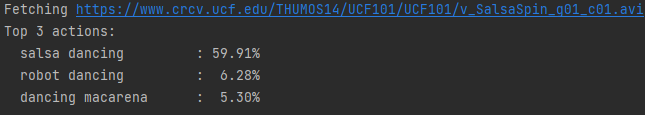 Fetching https://www.crcv.ucf.edu/THUMOS14/UCF101/UCF101/v_SalsaSpin_g01_c01.avi
Top 3 actions:
salsa dancing : 59.91%
robot dancing : 6.28%
dancing macarena : 5.30%